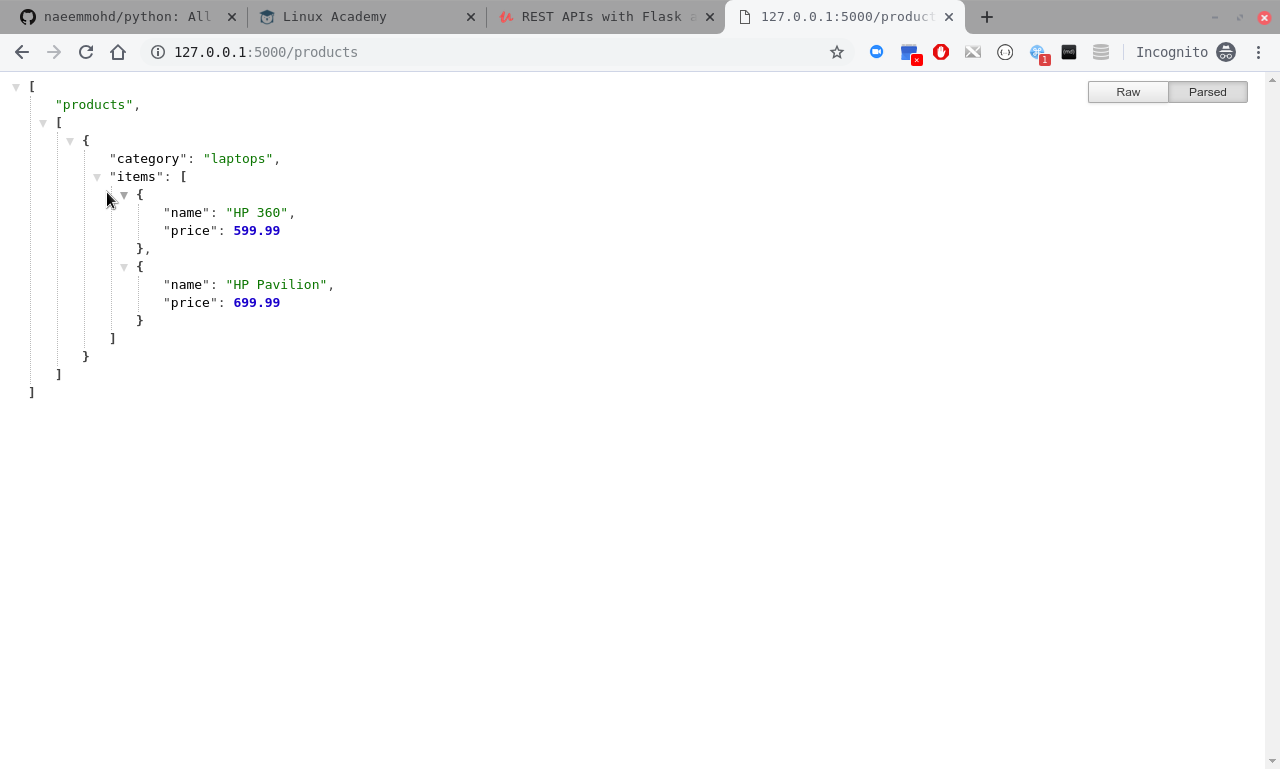 naeemmohd/python: All
Linux Academy
REST APIs with Flask a
127.0.0.1:5000/product
127.0.0.1:5000/products
1
Incognito
Raw
Parsed
[
"products",
[
{
"category": "laptops",
"items": [
{
"name": "HP 360",
"price": 599.99
},
{
"name": "HP Pavilion",
"price": 699.99
}
]
}
]
]